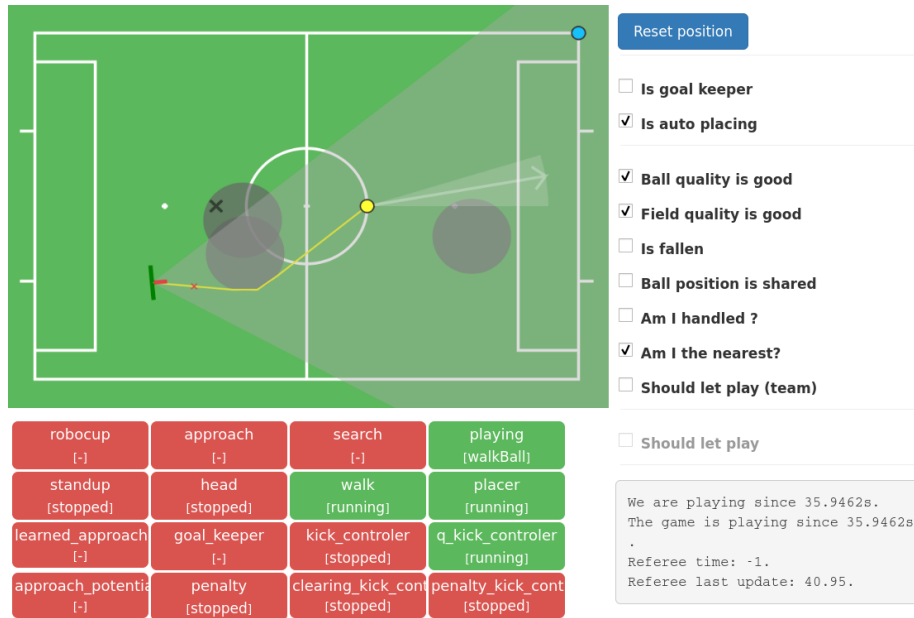 Reset position
Is goal keeper
Is auto placing
Ball quality is good
Field quality is good
Is fallen
Ball position is shared
Am I handled ?
Am I the nearest?
Should let play (team)
Should let play
We are playing since 35.9462s.
The game is playing since 35.9462s
.
Referee time: -1.
Referee last update: 40.95.
robocup approach search playing
[-] [-] [-] [walkBall]
standup head walk placer
[stopped] [stopped] [running] [running]
learned_approach goal_keeper kick_controler q_kick_controler
[-] [-] [stopped] [running]
approach_potentia penalty clearing_kick_cont penalty_kick_cont
[-] [stopped] [stopped] [stopped]